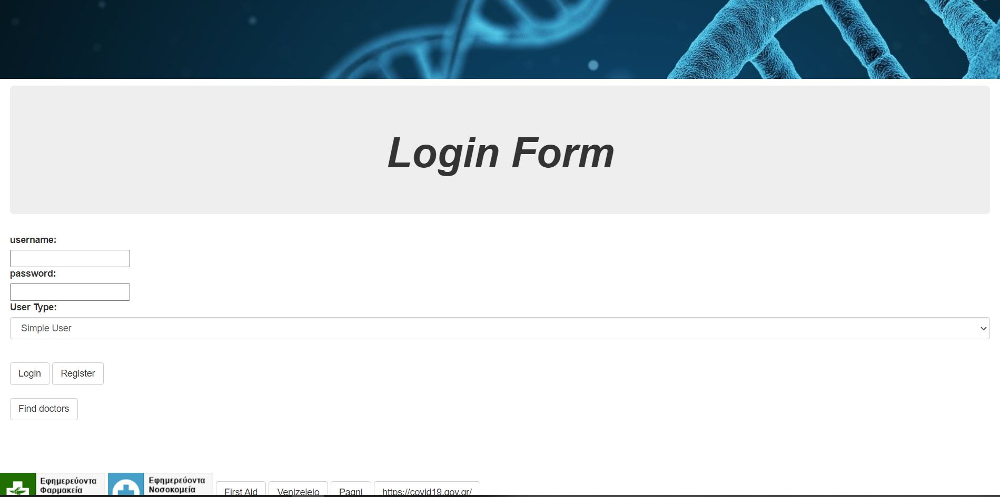 Login Form
username:
password:
User Type:
Simple User
Login
Register
Find doctors
Εφημερεύοντα
Φαρμακεία
Εφημερεύοντα
Νοσοκομεία
First Aid
Venizeleio
Pagni
https://covid19.gov.gr/